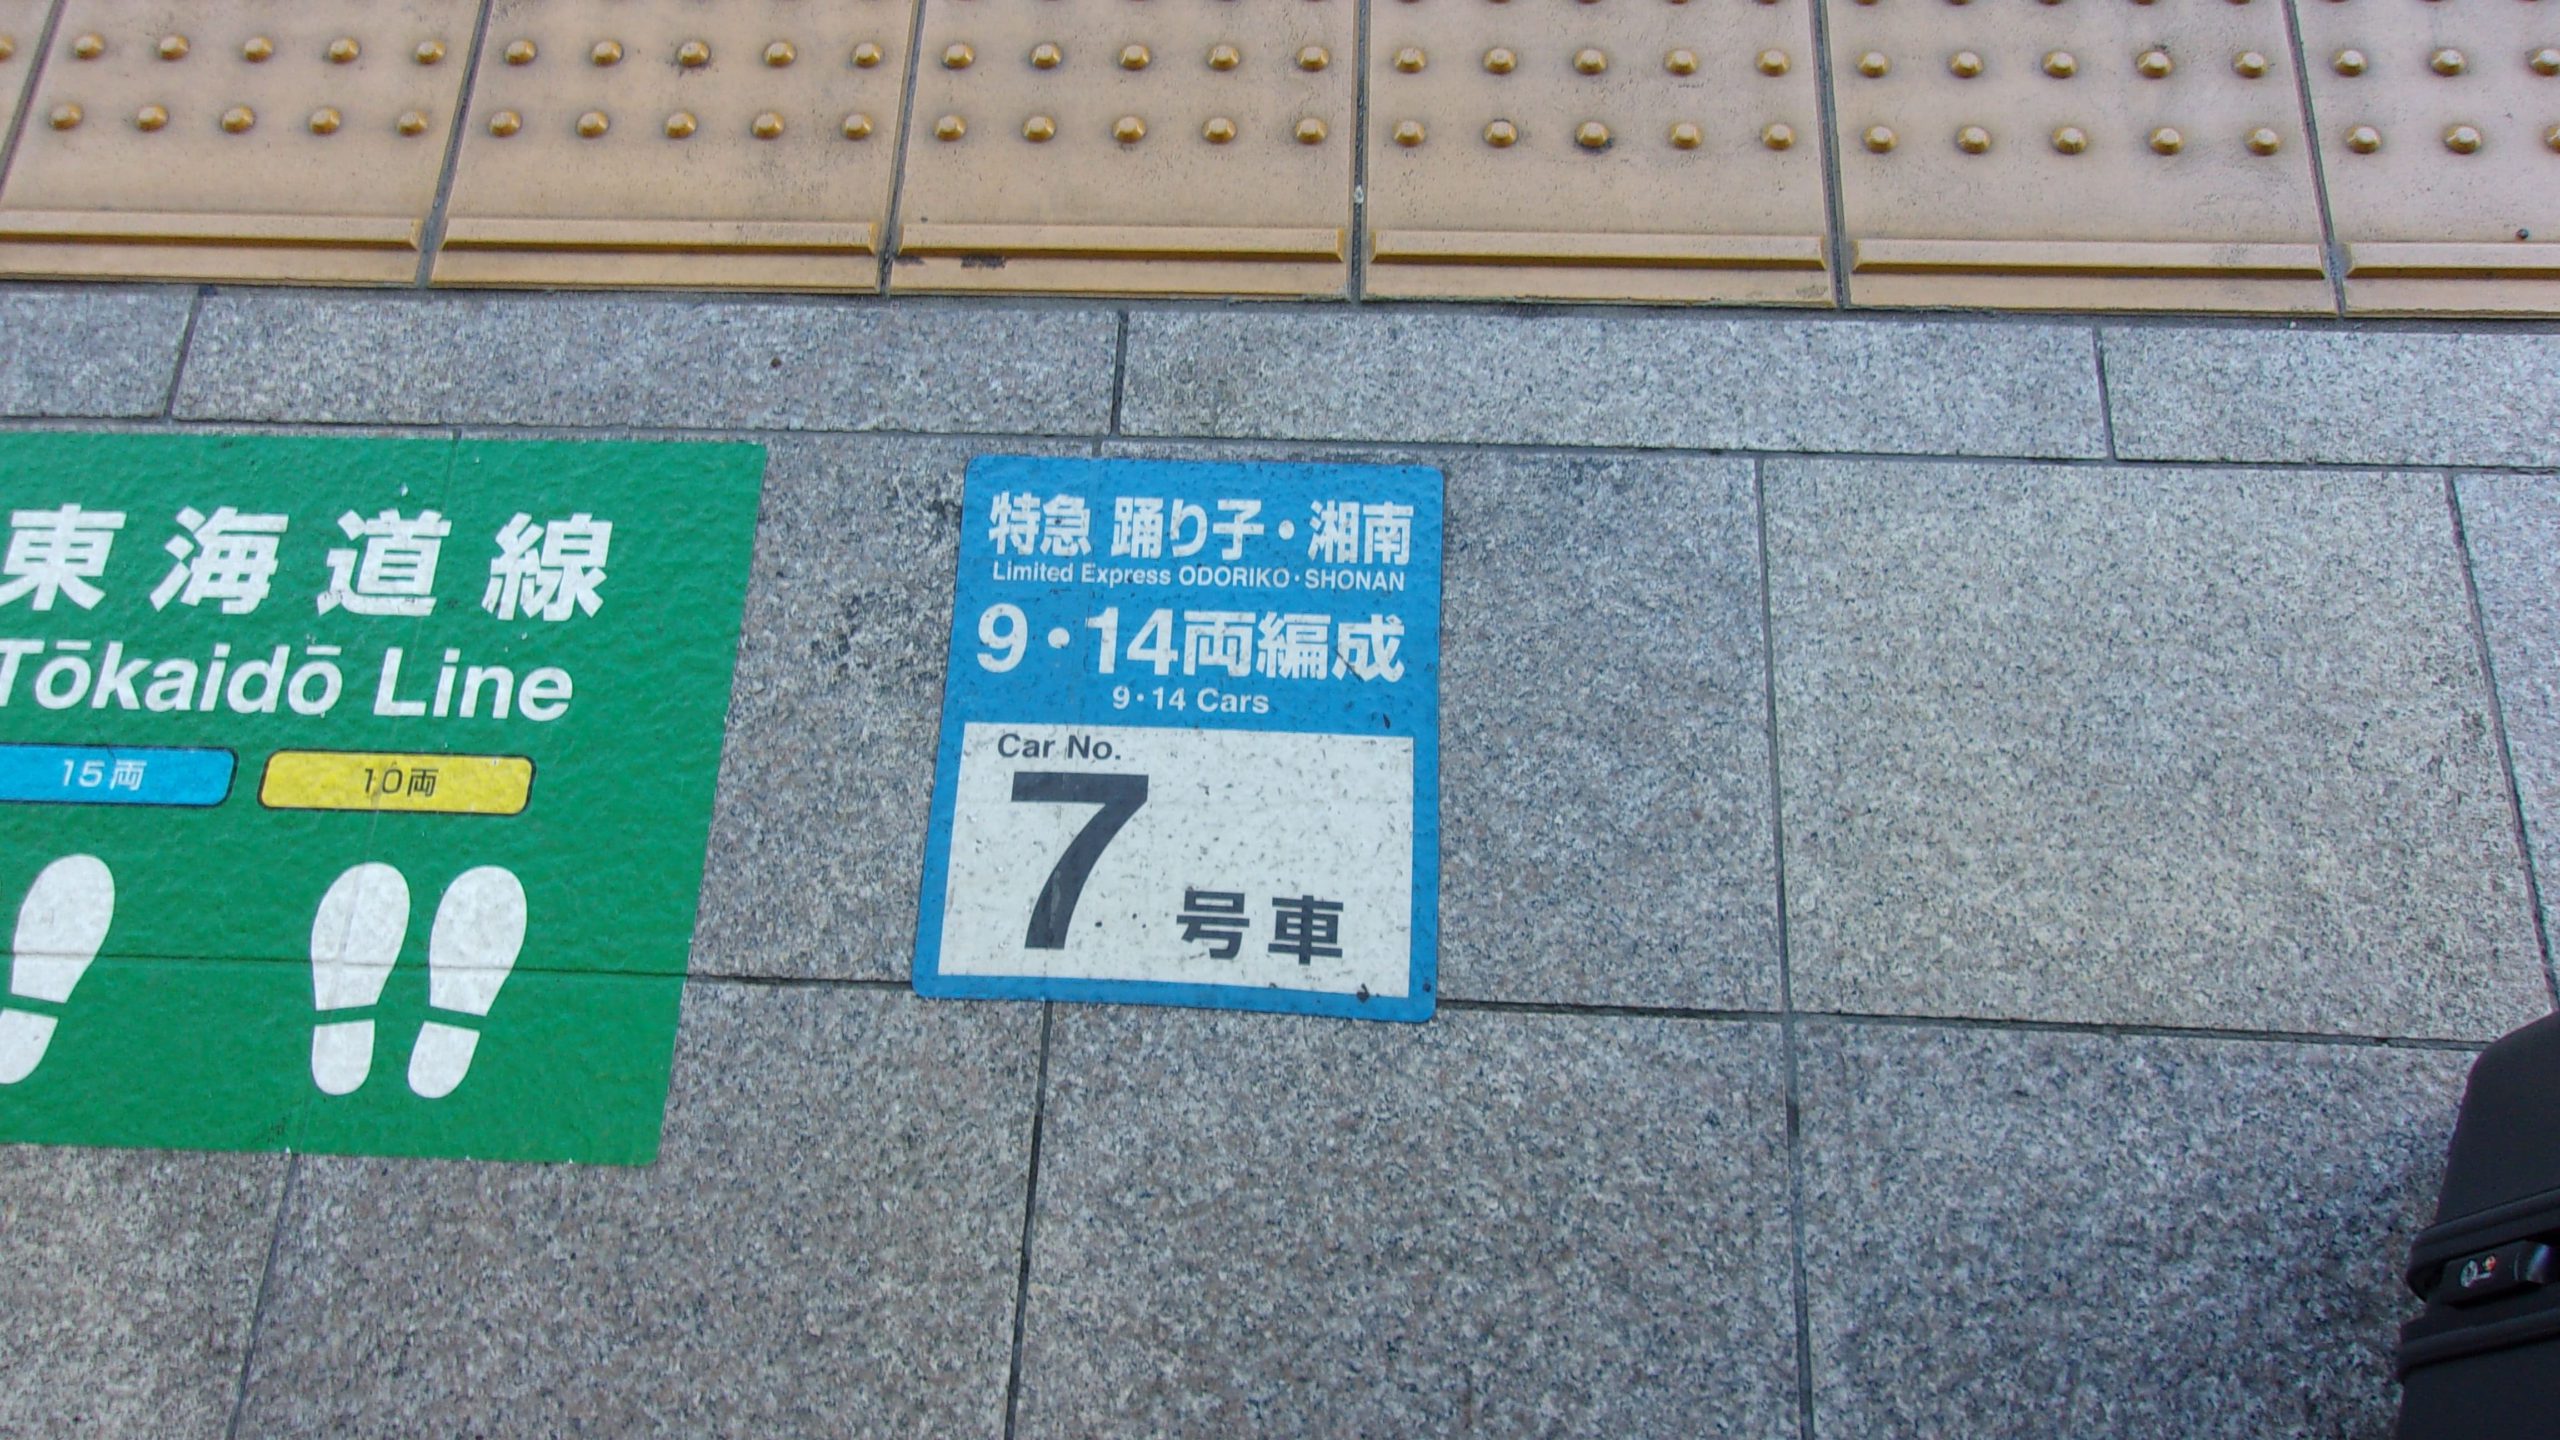 東海道線
Tōkaidō Line
15両
10両
特急 踊り子・湘南
Limited Express ODORIKO・SHONAN
9・14両編成
9・14 Cars
Car No.
7号車